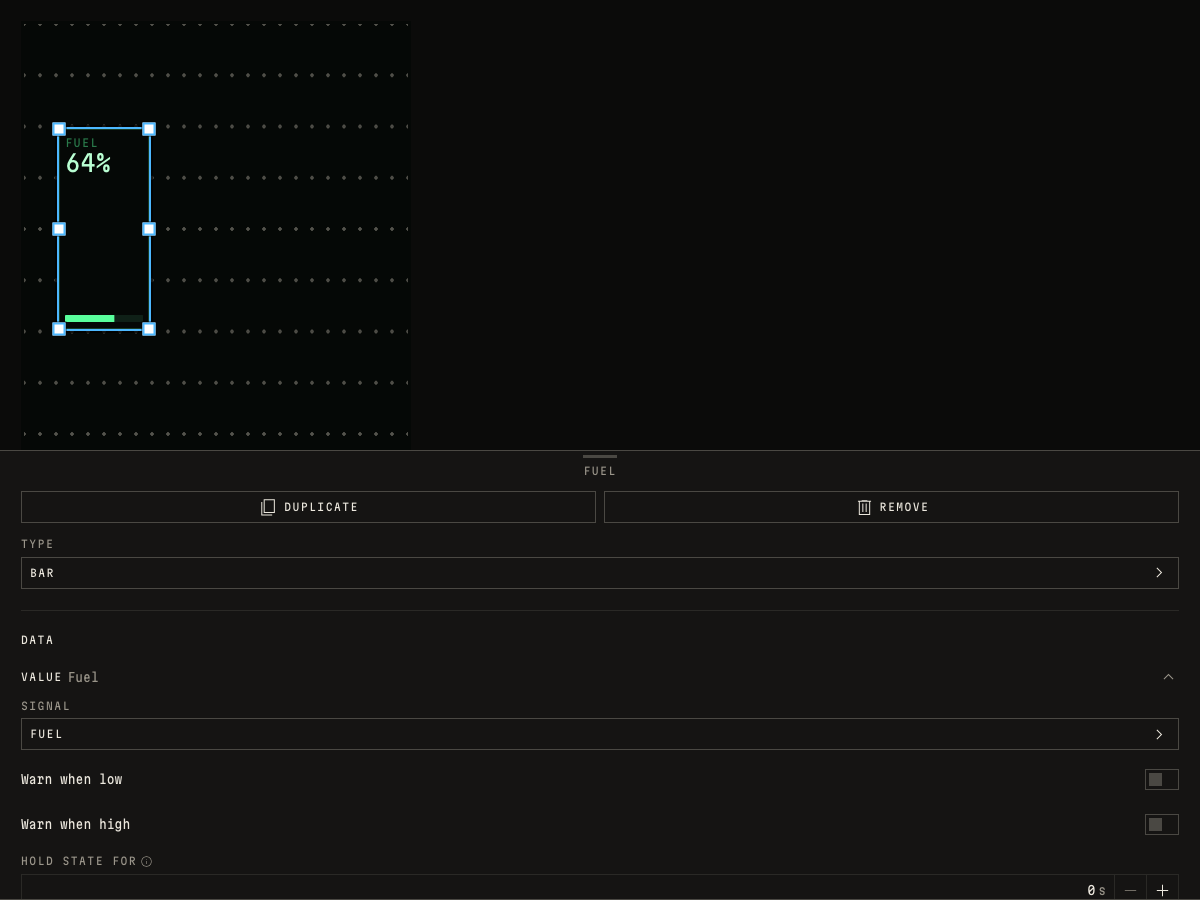 FUEL
64%
FUEL
DUPLICATE
REMOVE
TYPE
BAR
DATA
VALUE Fuel
SIGNAL
FUEL
Warn when low
Warn when high
HOLD STATE FOR
0 s